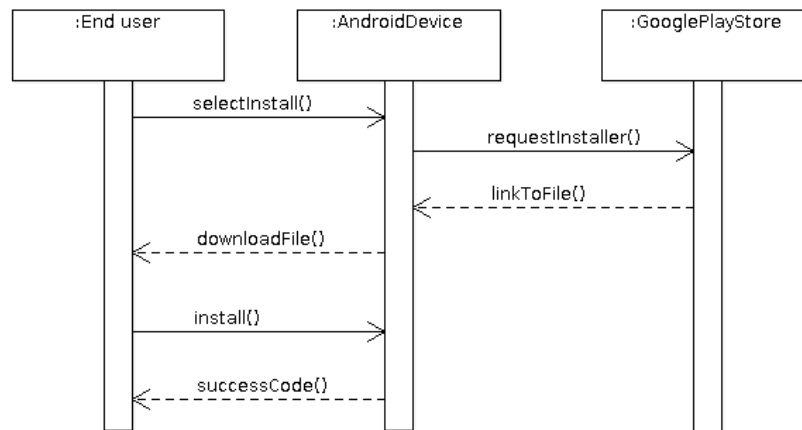 :End user
:AndroidDevice
:GooglePlayStore
selectInstall()
requestInstaller()
linkToFile()
downloadFile()
install()
successCode()